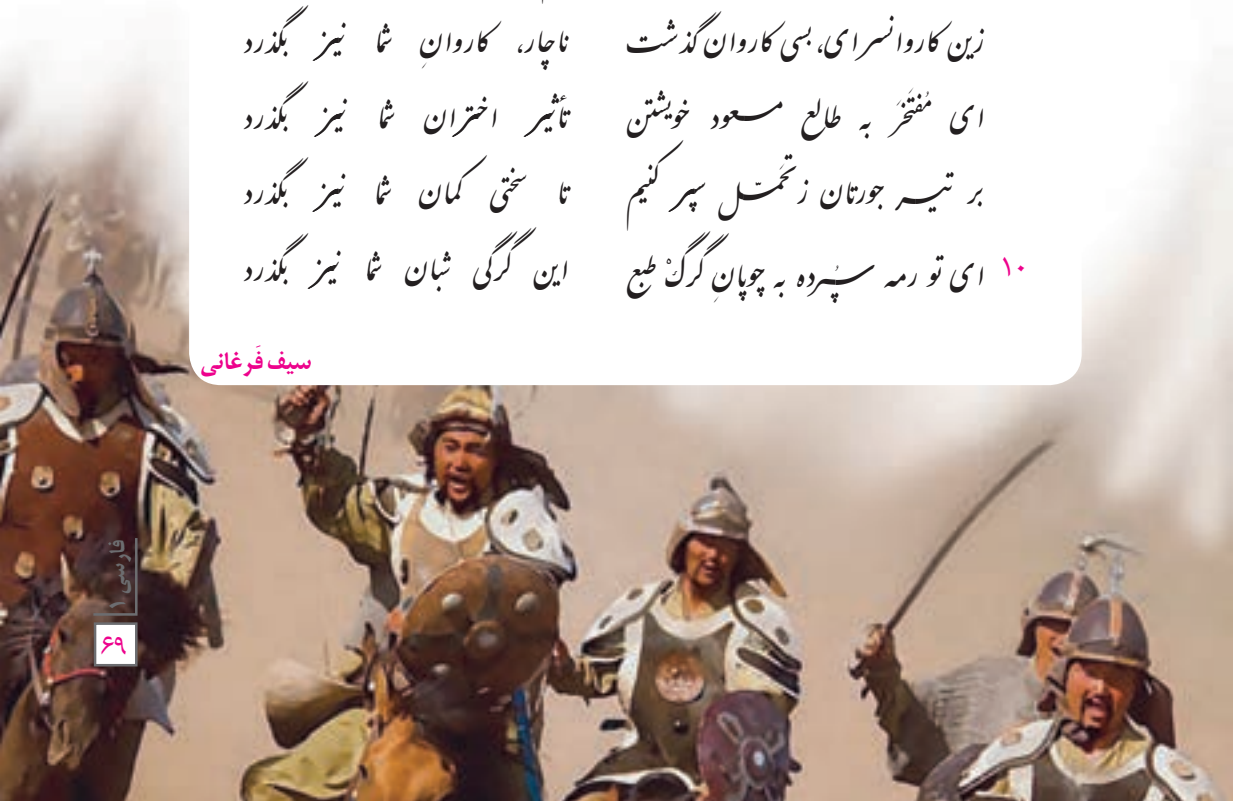 زین کاروانسرای، بسی کاروان گذشت ناچار، کاروانِ شما نیز بگذرد
ای مُفتَخَر به طالع مسعود خویشتن تأثیر اختران شما نیز بگذرد
بر تیر جورتان ز تحمّل سپر کنیم تا سختی کمان شما نیز بگذرد
۱۰ ای تو رمه سپُرده به چوپانِ گرگْ طبع این گرگی شبان شما نیز بگذرد
سیف فَرغانی
فارسی ۱
۶۹